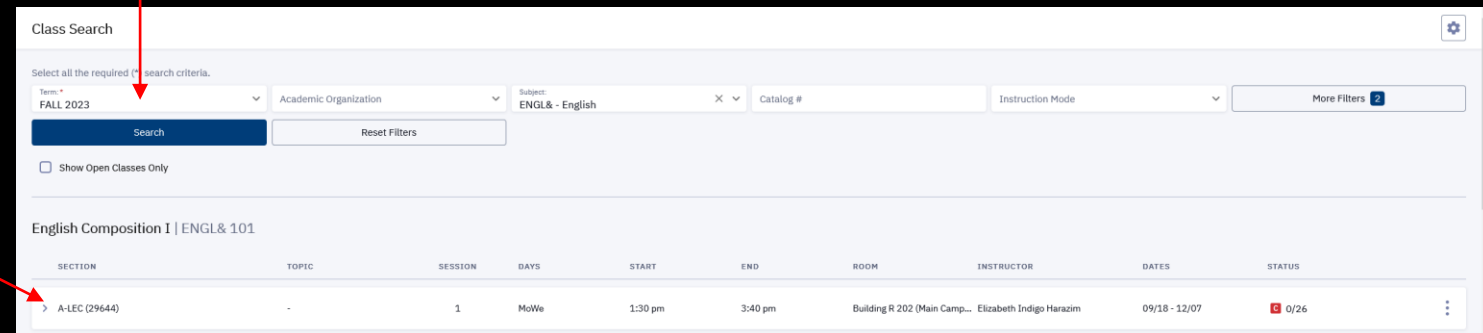 Class Search
Select all the required (*) search criteria.
Term: *
FALL 2023
Academic Organization
Subject:
ENGL& - English
Catalog #
Instruction Mode
More Filters 2
Search
Reset Filters
Show Open Classes Only
English Composition I | ENGL& 101
SECTION TOPIC SESSION DAYS START END ROOM INSTRUCTOR DATES STATUS
A-LEC (29644) - 1 MoWe 1:30 pm 3:40 pm Building R 202 (Main Camp... Elizabeth Indigo Harazim 09/18 - 12/07 C 0/26